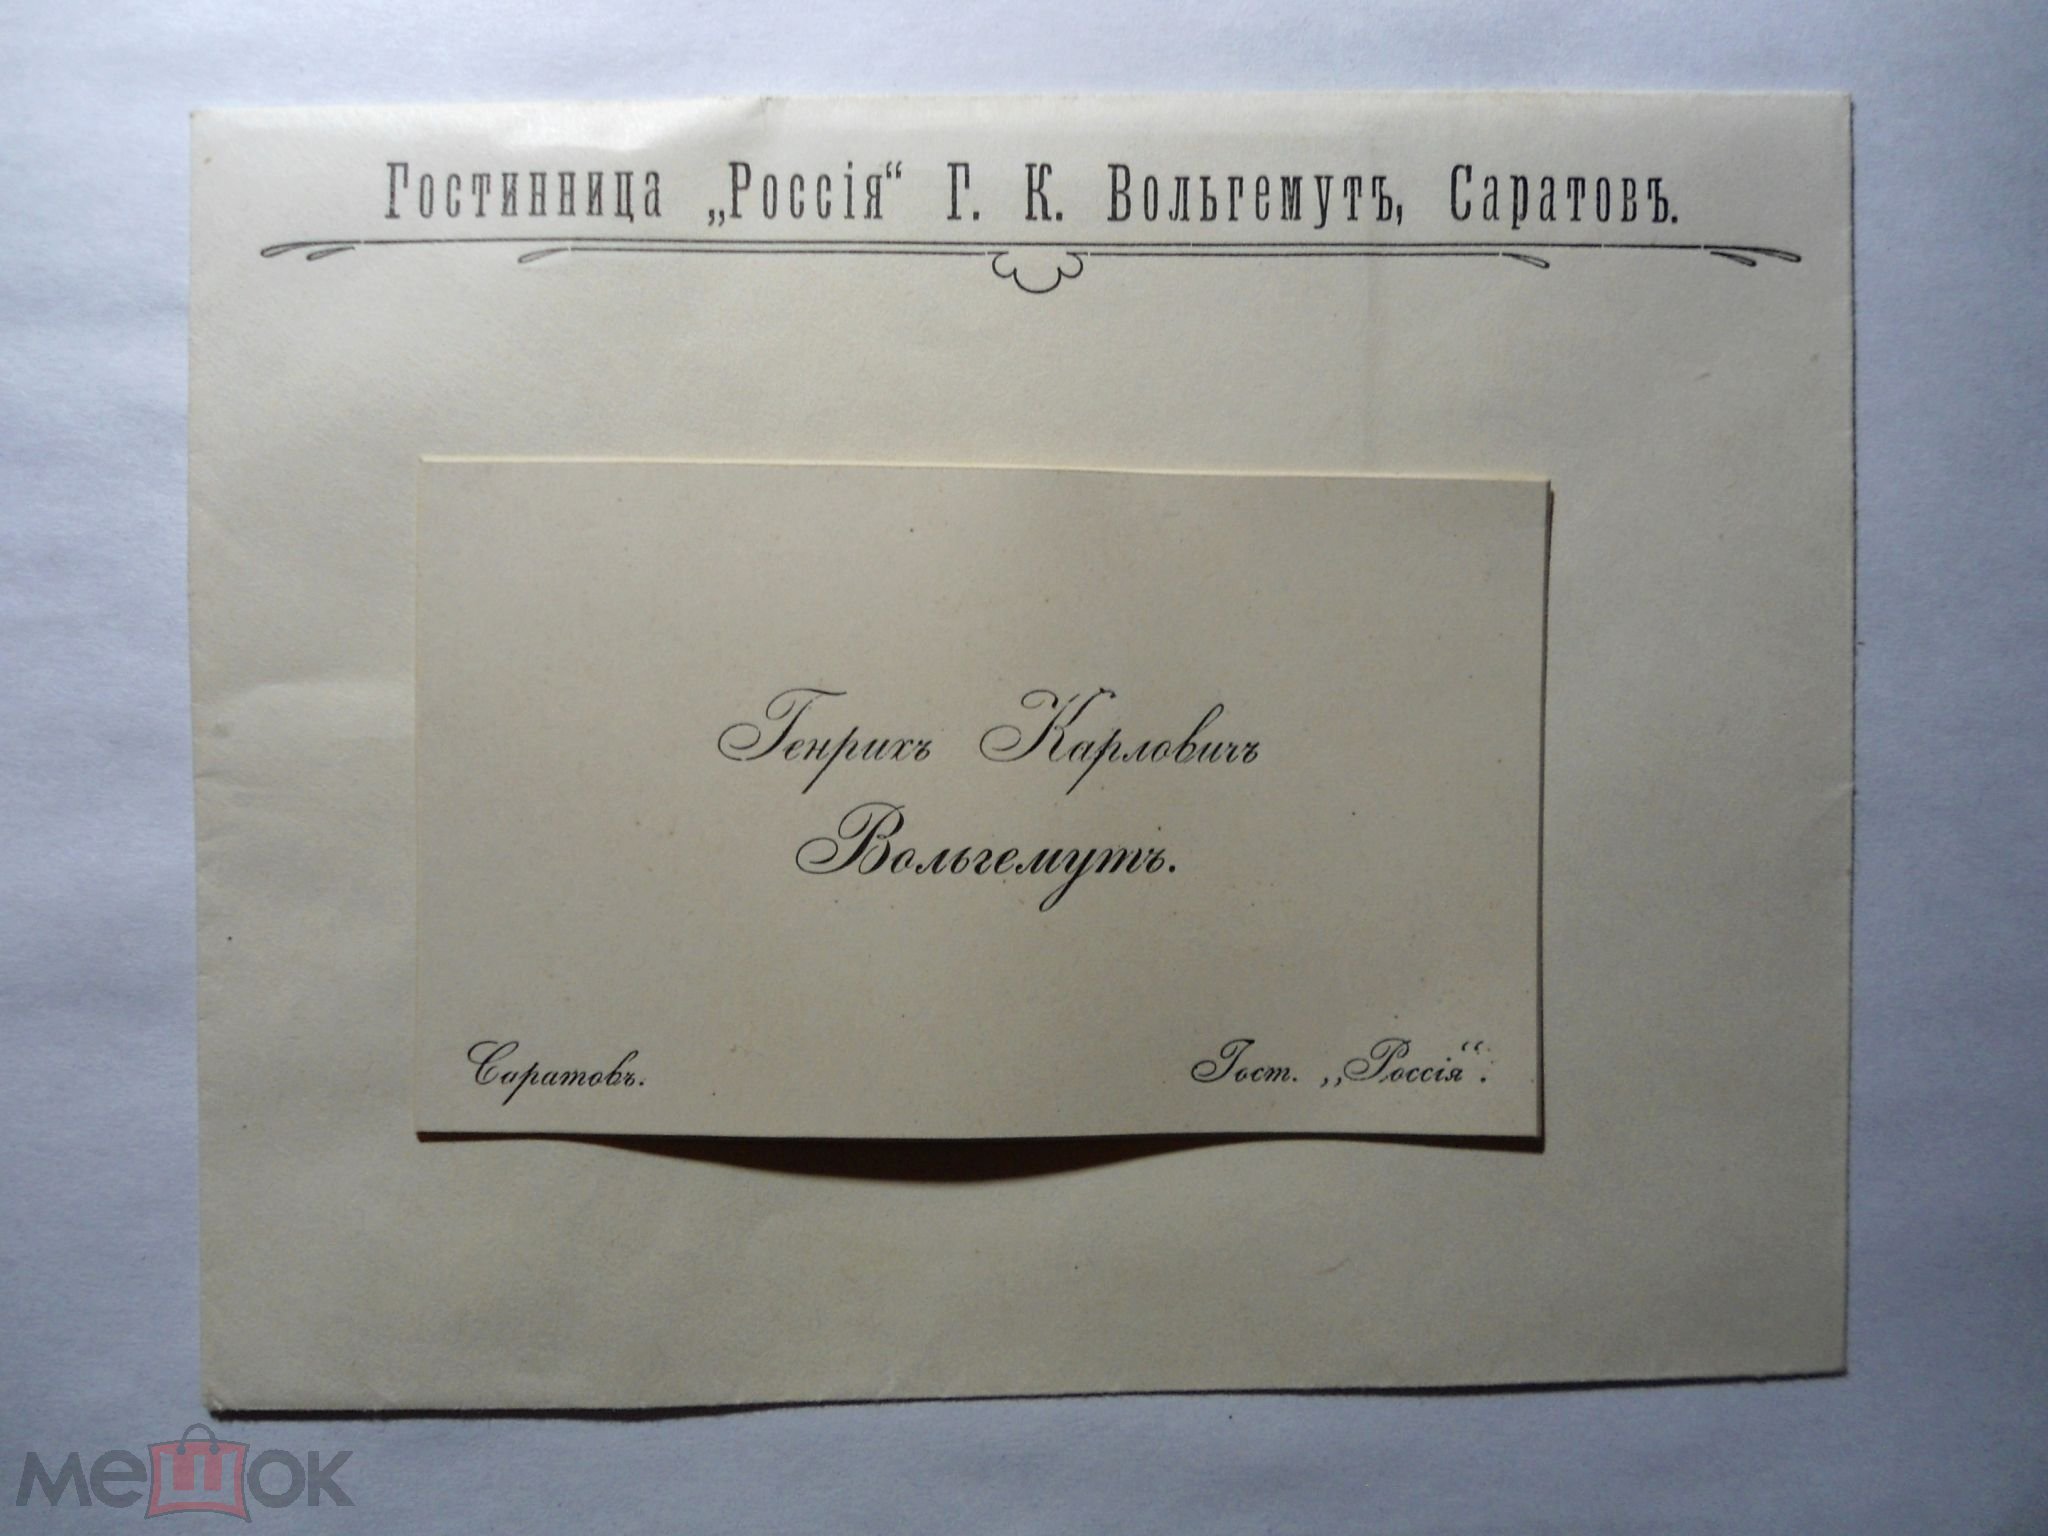 Гостинница „Россія“ Г. К. Вольгемутъ, Саратовъ.
Генрихъ Карловичъ
Вольгемутъ.
Саратовъ.
Гост. „Россія“.
мешок